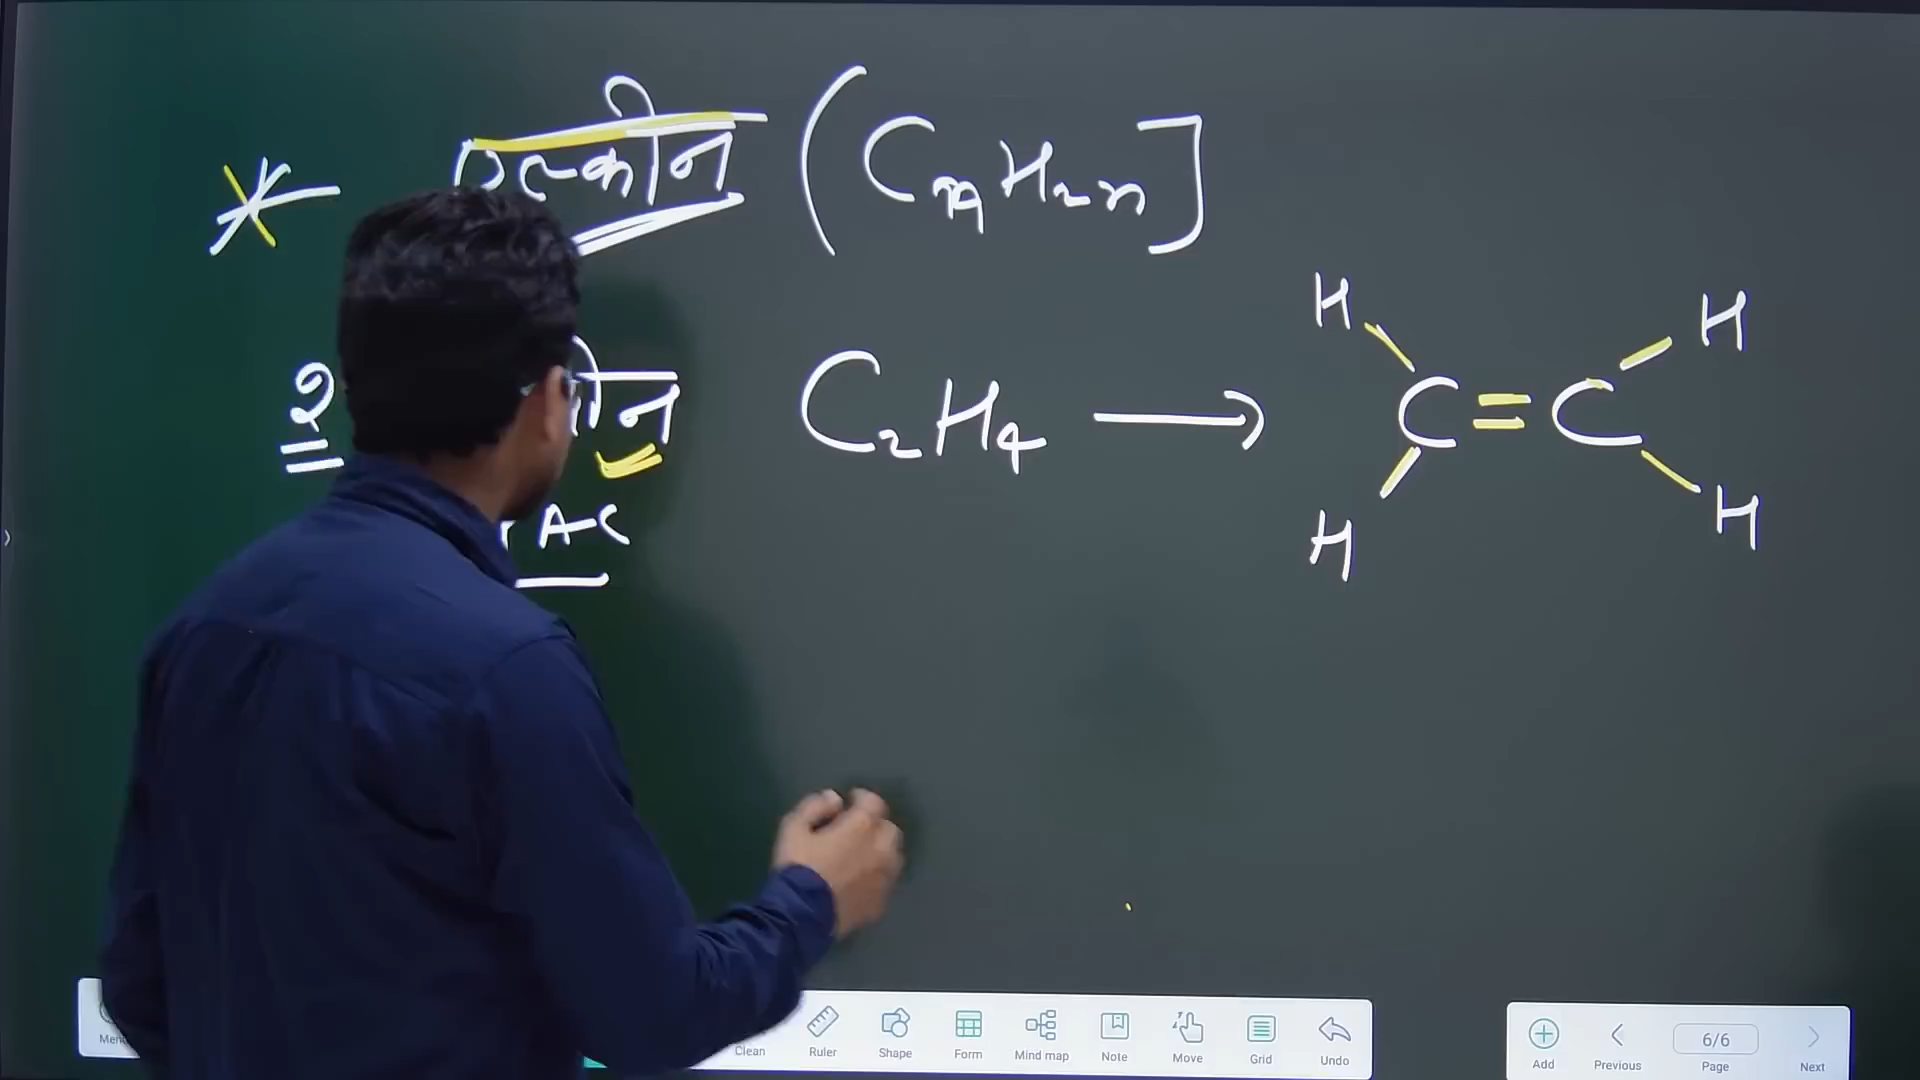 * एल्कीन (CnH2n]
2 C2H4 → H H
C = C
H H
Clean Ruler Shape Form Mind map Note Move Grid Undo
Add Previous 6/6 Page Next